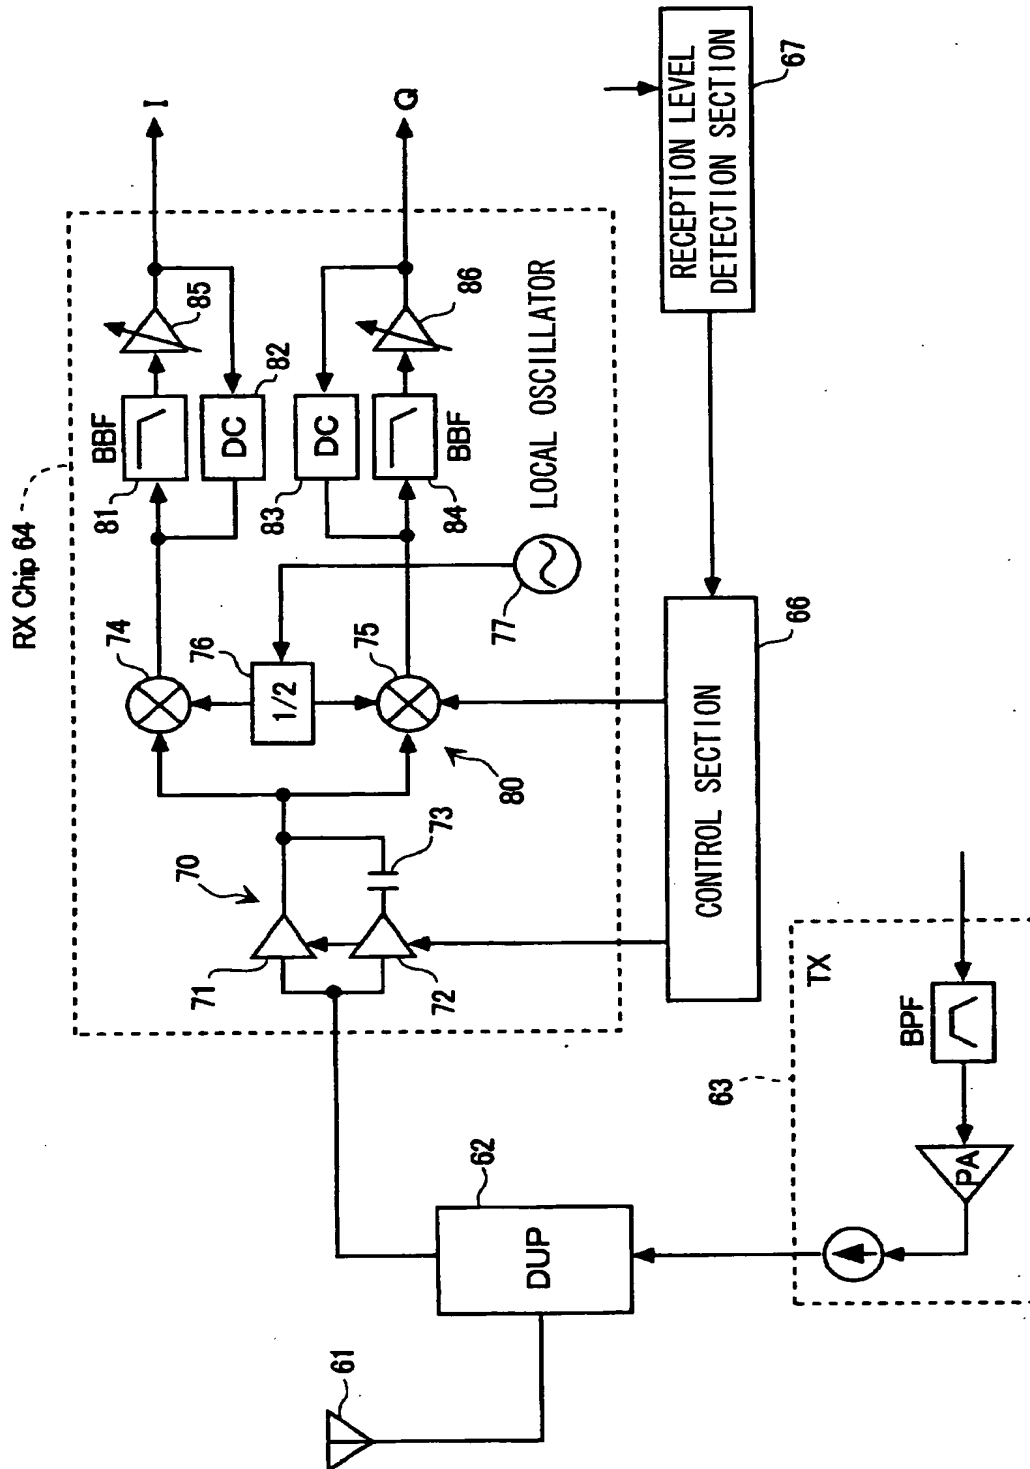 RX Chip 64
61
62
DUP
70
71
72
73
74
75
76
1/2
77
LOCAL OSCILLATOR
80
BBF
81
DC
82
83
DC
84
BBF
85
86
I
Q
CONTROL SECTION
66
RECEPTION LEVEL
DETECTION SECTION
67
63
TX
PA
BPF